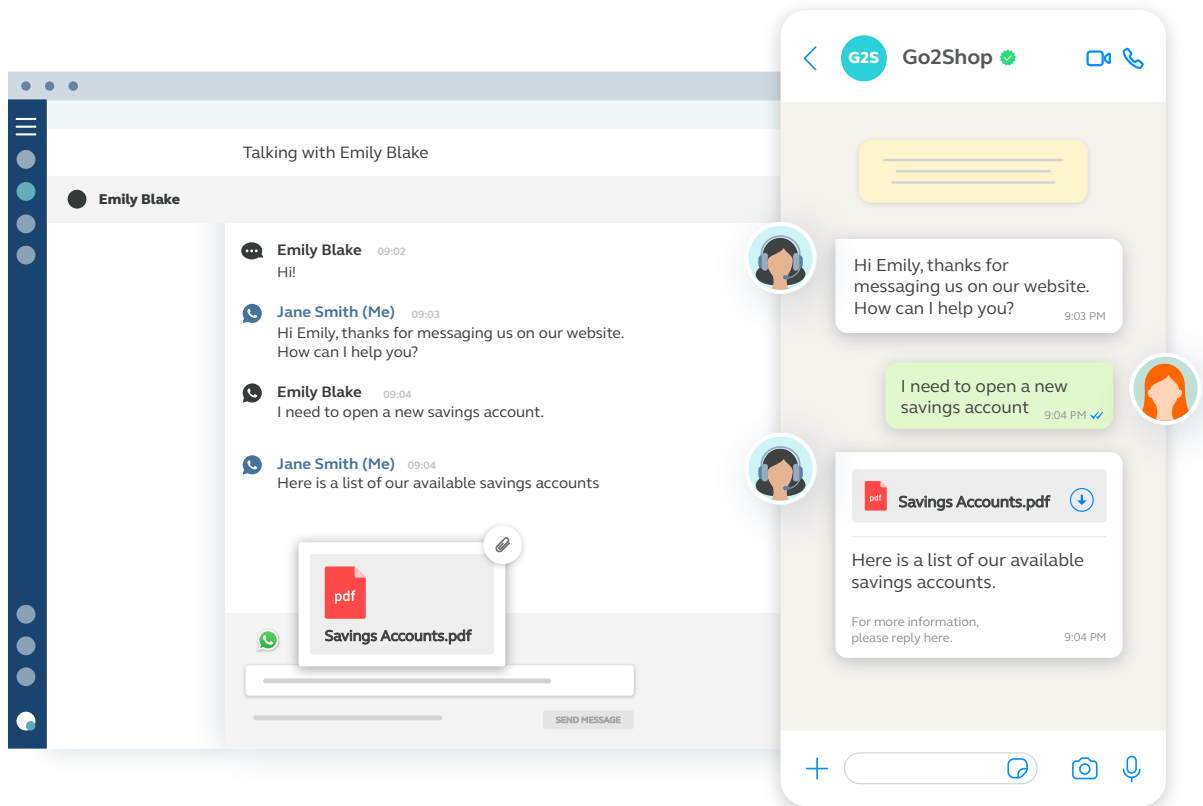 Talking with Emily Blake
Emily Blake
Emily Blake 09:02
Hi!
Jane Smith (Me) 09:03
Hi Emily, thanks for messaging us on our website.
How can I help you?
Emily Blake 09:04
I need to open a new savings account.
Jane Smith (Me) 09:04
Here is a list of our available savings accounts
pdf
Savings Accounts.pdf
SEND MESSAGE
G2S Go2Shop
Hi Emily, thanks for
messaging us on our website.
How can I help you?
9:03 PM
I need to open a new
savings account 9:04 PM
pdf Savings Accounts.pdf
Here is a list of our available
savings accounts.
For more information,
please reply here. 9:04 PM